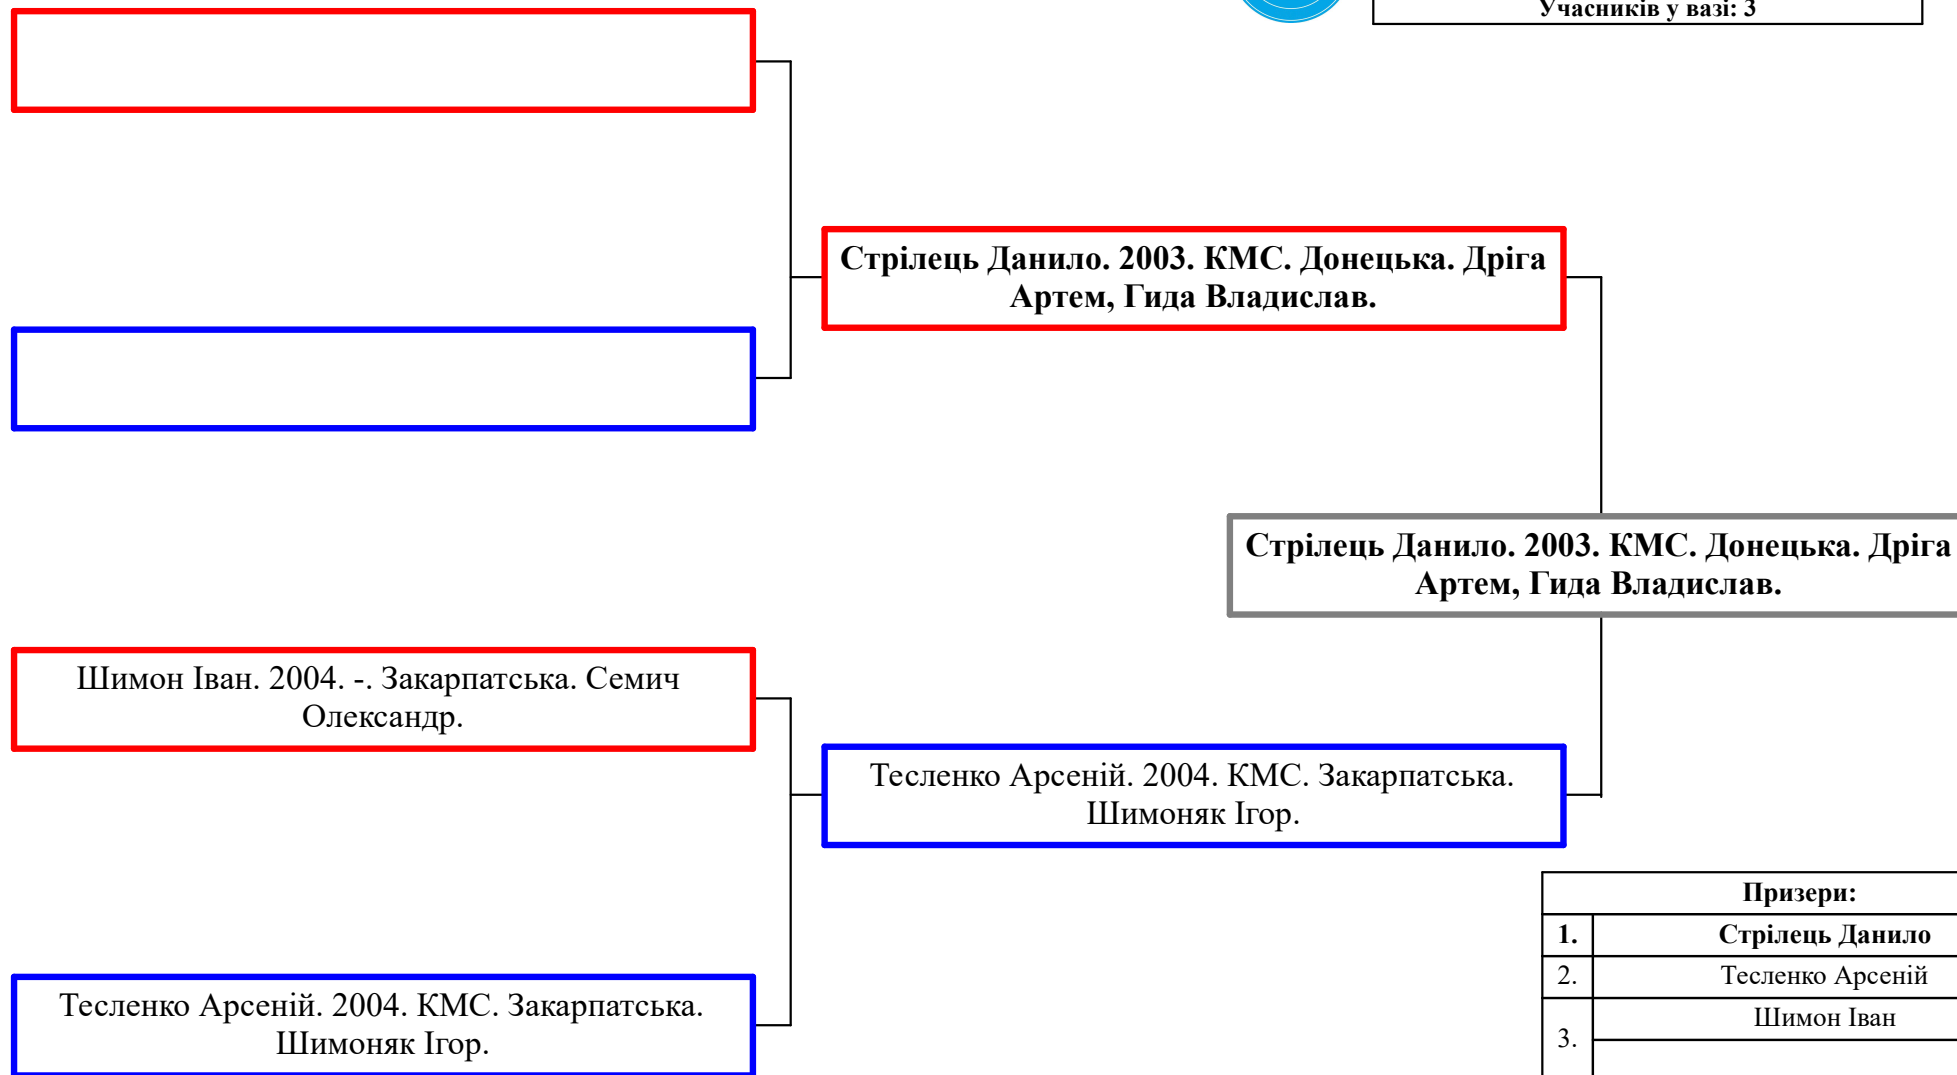 Учасників у вазі: 3
Стрілець Данило. 2003. КМС. Донецька. Дріга
Артем, Гида Владислав.
Стрілець Данило. 2003. КМС. Донецька. Дріга
Артем, Гида Владислав.
Шимон Іван. 2004. -. Закарпатська. Семич
Олександр.
Тесленко Арсеній. 2004. КМС. Закарпатська.
Шимоняк Ігор.
Тесленко Арсеній. 2004. КМС. Закарпатська.
Шимоняк Ігор.
Призери:
1. Стрілець Данило
2. Тесленко Арсеній
3. Шимон Іван